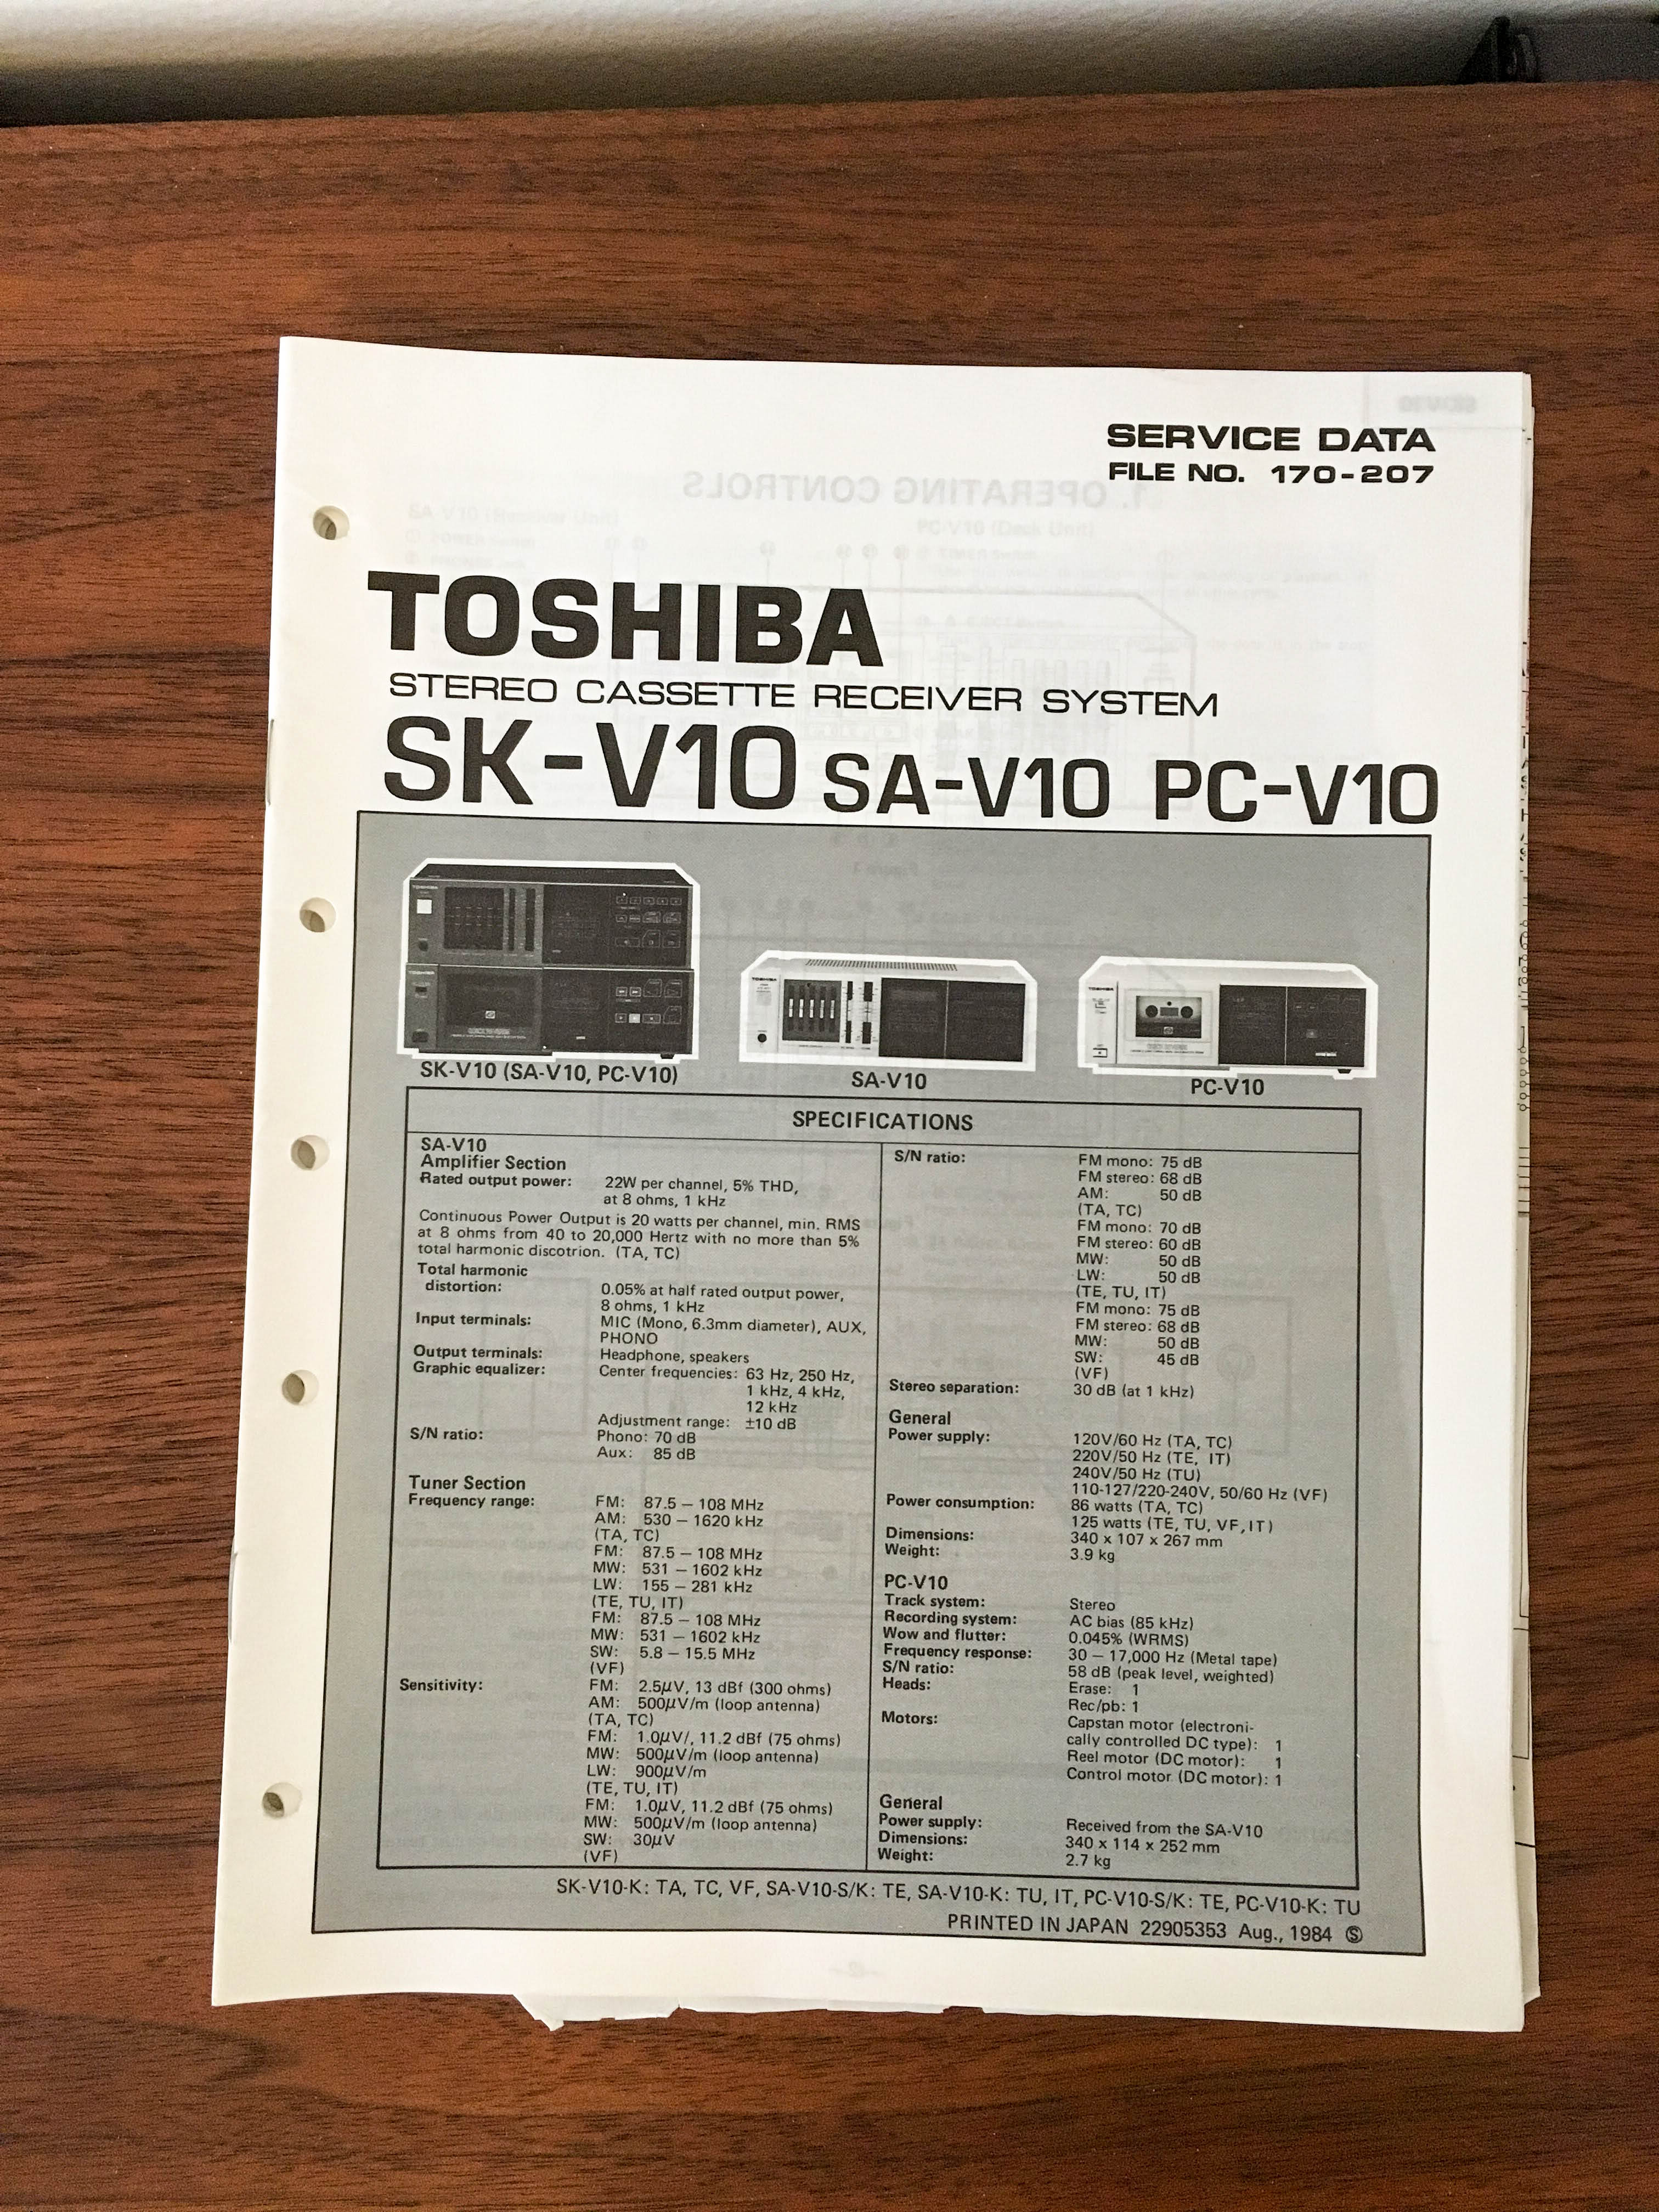 SERVICE DATA
FILE NO. 170-207
TOSHIBA
STEREO CASSETTE RECEIVER SYSTEM
SK-V10 SA-V10 PC-V10
TOSHIBA
TOSHIBA
TOSHIBA
TOSHIBA
SK-V10 (SA-V10, PC-V10)
SA-V10
PC-V10
SPECIFICATIONS
SA-V10
Amplifier Section
Rated output power: 22W per channel, 5% THD,
at 8 ohms, 1 kHz
Continuous Power Output is 20 watts per channel, min. RMS
at 8 ohms from 40 to 20,000 Hertz with no more than 5%
total harmonic discotrion. (TA, TC)
Total harmonic
distortion: 0.05% at half rated output power,
8 ohms, 1 kHz
Input terminals: MIC (Mono, 6.3mm diameter), AUX,
PHONO
Output terminals: Headphone, speakers
Graphic equalizer: Center frequencies: 63 Hz, 250 Hz,
1 kHz, 4 kHz,
12 kHz
Adjustment range: ±10 dB
S/N ratio: Phono: 70 dB
Aux: 85 dB
Tuner Section
Frequency range: FM: 87.5 – 108 MHz
AM: 530 – 1620 kHz
(TA, TC)
FM: 87.5 – 108 MHz
MW: 531 – 1602 kHz
LW: 155 – 281 kHz
(TE, TU, IT)
FM: 87.5 – 108 MHz
MW: 531 – 1602 kHz
SW: 5.8 – 15.5 MHz
(VF)
Sensitivity: FM: 2.5µV, 13 dBf (300 ohms)
AM: 500µV/m (loop antenna)
(TA, TC)
FM: 1.0µV/, 11.2 dBf (75 ohms)
MW: 500µV/m (loop antenna)
LW: 900µV/m
(TE, TU, IT)
FM: 1.0µV, 11.2 dBf (75 ohms)
MW: 500µV/m (loop antenna)
SW: 30µV
(VF)
S/N ratio: FM mono: 75 dB
FM stereo: 68 dB
AM: 50 dB
(TA, TC)
FM mono: 70 dB
FM stereo: 60 dB
MW: 50 dB
LW: 50 dB
(TE, TU, IT)
FM mono: 75 dB
FM stereo: 68 dB
MW: 50 dB
SW: 45 dB
(VF)
Stereo separation: 30 dB (at 1 kHz)
General
Power supply: 120V/60 Hz (TA, TC)
220V/50 Hz (TE, IT)
240V/50 Hz (TU)
110-127/220-240V, 50/60 Hz (VF)
Power consumption: 86 watts (TA, TC)
125 watts (TE, TU, VF, IT)
Dimensions: 340 x 107 x 267 mm
Weight: 3.9 kg
PC-V10
Track system: Stereo
Recording system: AC bias (85 kHz)
Wow and flutter: 0.045% (WRMS)
Frequency response: 30 – 17,000 Hz (Metal tape)
S/N ratio: 58 dB (peak level, weighted)
Heads: Erase: 1
Rec/pb: 1
Motors: Capstan motor (electroni-
cally controlled DC type): 1
Reel motor (DC motor): 1
Control motor (DC motor): 1
General
Power supply: Received from the SA-V10
Dimensions: 340 x 114 x 252 mm
Weight: 2.7 kg
SK-V10-K: TA, TC, VF, SA-V10-S/K: TE, SA-V10-K: TU, IT, PC-V10-S/K: TE, PC-V10-K: TU
PRINTED IN JAPAN 22905353 Aug., 1984 Ⓢ